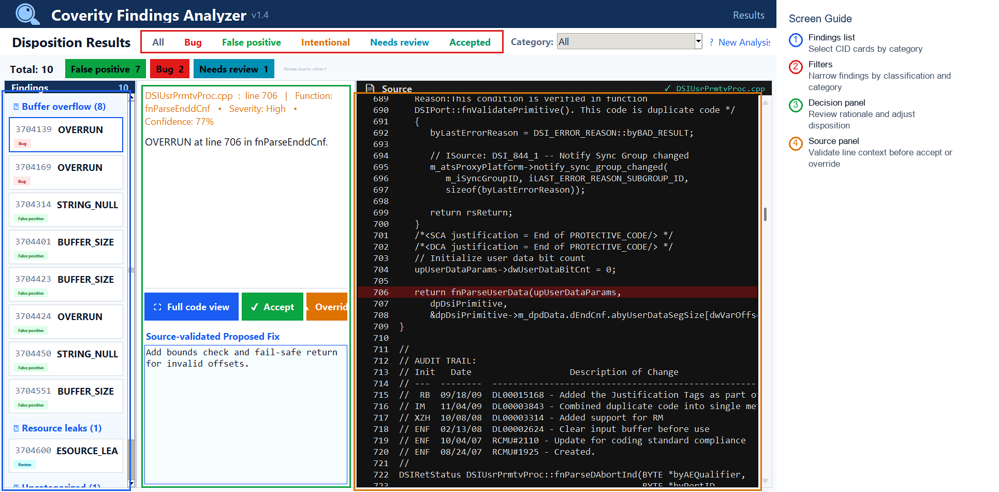 Coverity Findings Analyzer v1.4
Results
Disposition Results
All Bug False positive Intentional Needs review Accepted
Category: All
? New Analysis
Total: 10 False positive 7 Bug 2 Needs review 1 Review due to: other:1
Findings 10
Buffer overflow (8)
3704139 OVERRUN
Bug
3704169 OVERRUN
Bug
3704314 STRING_NULL
False positive
3704401 BUFFER_SIZE
False positive
3704423 BUFFER_SIZE
False positive
3704424 OVERRUN
False positive
3704450 STRING_NULL
False positive
3704551 BUFFER_SIZE
False positive
Resource leaks (1)
3704600 ESOURCE_LEA
Review
Uncategorized (1)
DSIUsrPrmtvProc.cpp : line 706 | Function:
fnParseEnddCnf • Severity: High •
Confidence: 77%
OVERRUN at line 706 in fnParseEnddCnf.
Full code view
✓ Accept
Overrid
Source-validated Proposed Fix
Add bounds check and fail-safe return
for invalid offsets.
Source ✓ DSIUsrPrmtvProc.cpp
689 Reason:This condition is verified in function
690 DSIPort::fnValidatePrimitive(). This code is duplicate code */
691 {
692 byLastErrorReason = DSI_ERROR_REASON::byBAD_RESULT;
693
694 // ISource: DSI_844_1 -- Notify Sync Group changed
695 m_atsProxyPlatform->notify_sync_group_changed(
696 m_iSyncGroupID, iLAST_ERROR_REASON_SUBGROUP_ID,
697 sizeof(byLastErrorReason));
698
699 return rsReturn;
700 }
701 /*<SCA justification = End of PROTECTIVE_CODE/> */
702 /*<DCA justification = End of PROTECTIVE_CODE/> */
703 // Initialize user data bit count
704 upUserDataParams->dwUserDataBitCnt = 0;
705
706 return fnParseUserData(upUserDataParams,
707 dpDsiPrimitive,
708 &dpDsiPrimitive->m_dpdData.dEndCnf.abyUserDataSegSize[dwVarOffs
709 }
710
711 //
712 // AUDIT TRAIL:
713 // Init Date Description of Change
714 // --- -------- ---------------------------------------------------
715 // RB 09/18/09 DL00015168 - Added the Justification Tags as part o
716 // IM 11/04/09 DL00003843 - Combined duplicate code into single me
717 // XZH 10/08/08 DL00003314 - Added support for RM
718 // ENF 02/13/08 DL00002624 - Clear input buffer before use
719 // ENF 10/04/07 RCMU#2110 - Update for coding standard compliance
720 // ENF 08/24/07 RCMU#1925 - Created.
721 //
722 DSIRetStatus DSIUsrPrmtvProc::fnParseDAbortInd(BYTE *byAEQualifier,
723 BYTE *byPortID
Screen Guide
1 Findings list
Select CID cards by category
2 Filters
Narrow findings by classification and
category
3 Decision panel
Review rationale and adjust
disposition
4 Source panel
Validate line context before accept or
override